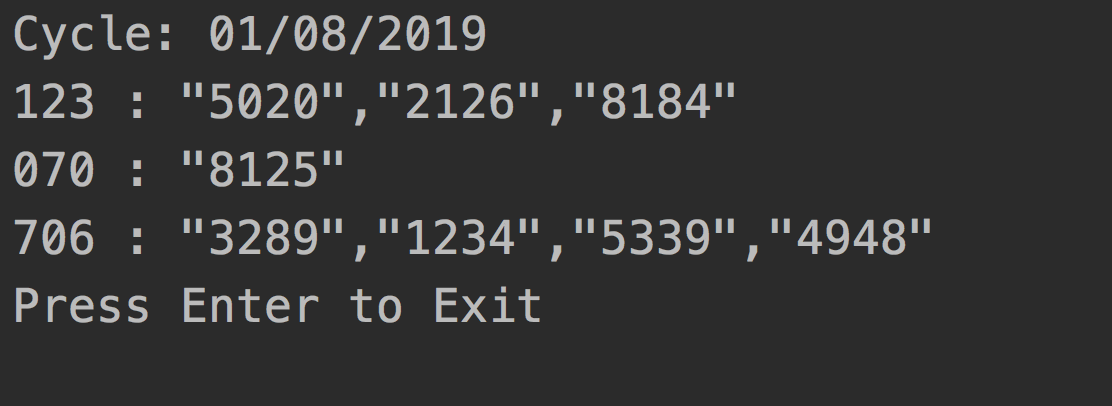 Cycle: 01/08/2019
123 : "5020","2126","8184"
070 : "8125"
706 : "3289","1234","5339","4948"
Press Enter to Exit